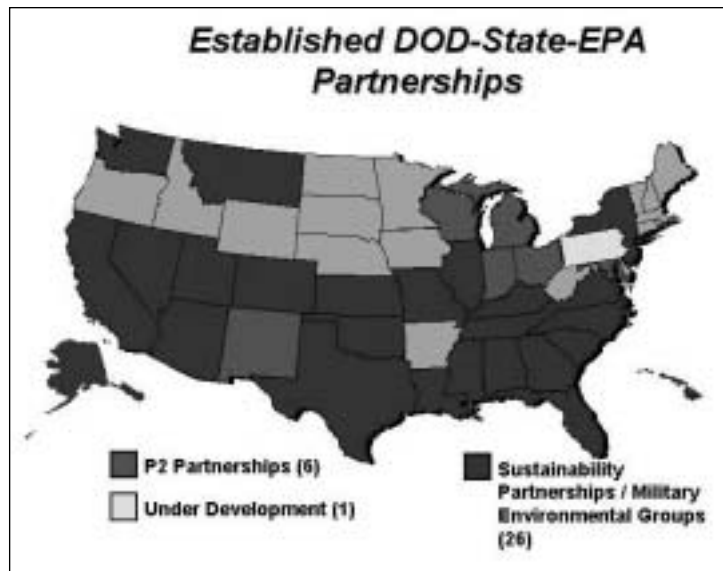 Established DOD-State-EPA
Partnerships
P2 Partnerships (6)
Under Development (1)
Sustainability
Partnerships / Military
Environmental Groups
(26)